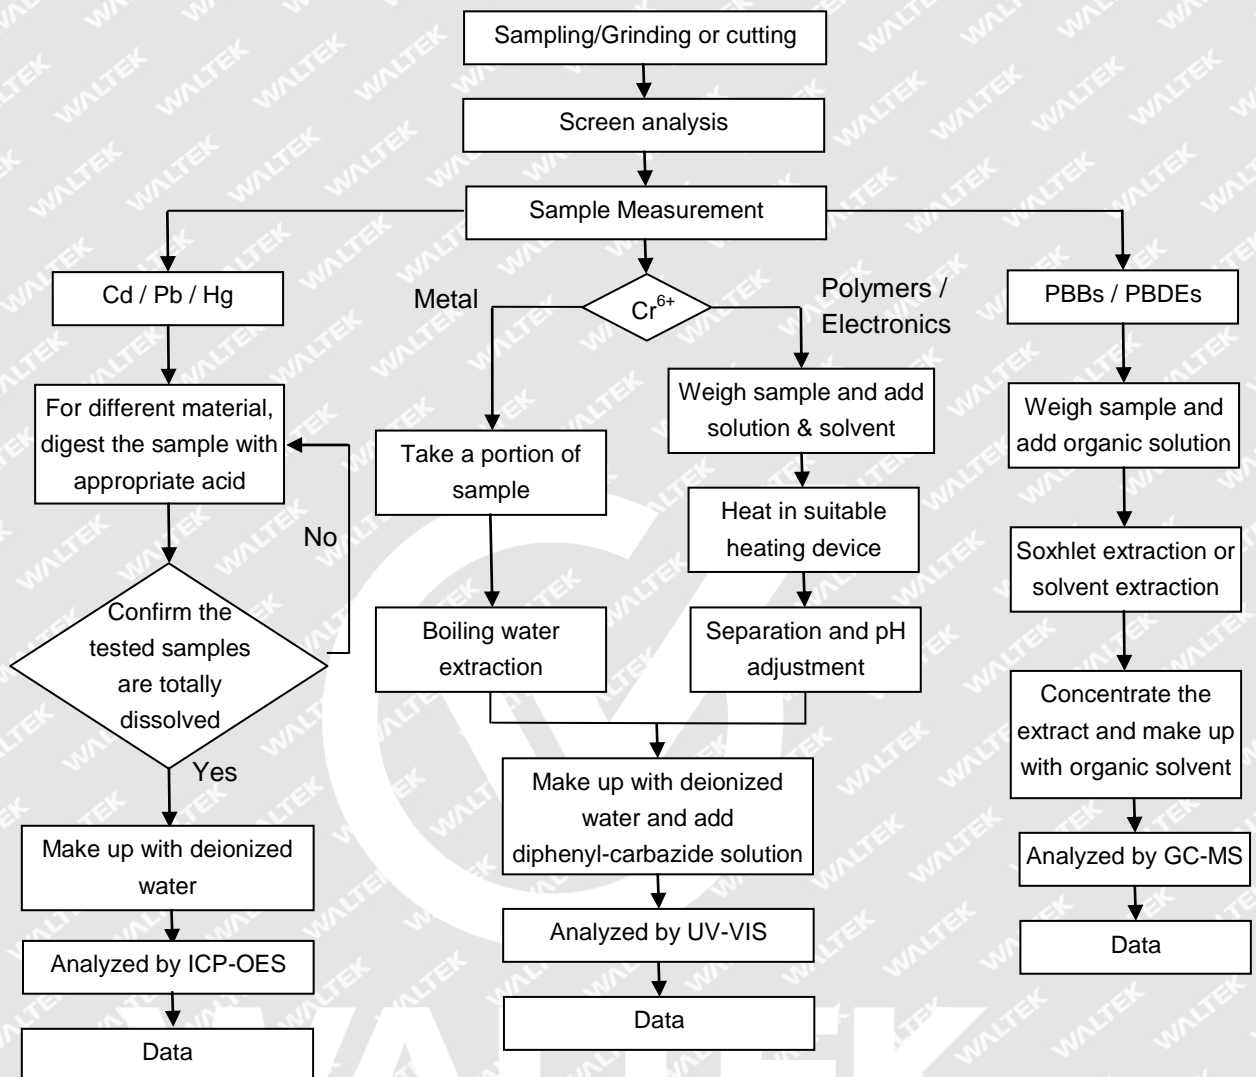 Sampling/Grinding or cutting
Screen analysis
Sample Measurement
Cd / Pb / Hg
For different material,
digest the sample with
appropriate acid
No
Confirm the
tested samples
are totally
dissolved
Yes
Make up with deionized
water
Analyzed by ICP-OES
Data
Cr6+
Metal
Take a portion of
sample
Boiling water
extraction
Polymers /
Electronics
Weigh sample and add
solution & solvent
Heat in suitable
heating device
Separation and pH
adjustment
Make up with deionized
water and add
diphenyl-carbazide solution
Analyzed by UV-VIS
Data
PBBs / PBDEs
Weigh sample and
add organic solution
Soxhlet extraction or
solvent extraction
Concentrate the
extract and make up
with organic solvent
Analyzed by GC-MS
Data
WALTEK